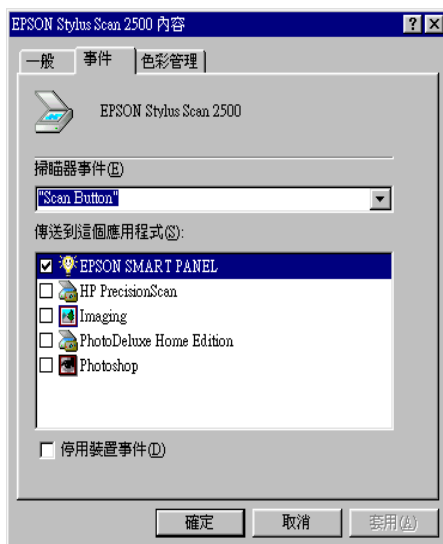 EPSON Stylus Scan 2500 內容
一般 事件 色彩管理
EPSON Stylus Scan 2500
掃瞄器事件(E)
"Scan Button"
傳送到這個應用程式(S):
EPSON SMART PANEL
HP PrecisionScan
Imaging
PhotoDeluxe Home Edition
Photoshop
停用裝置事件(D)
確定 取消 套用(A)